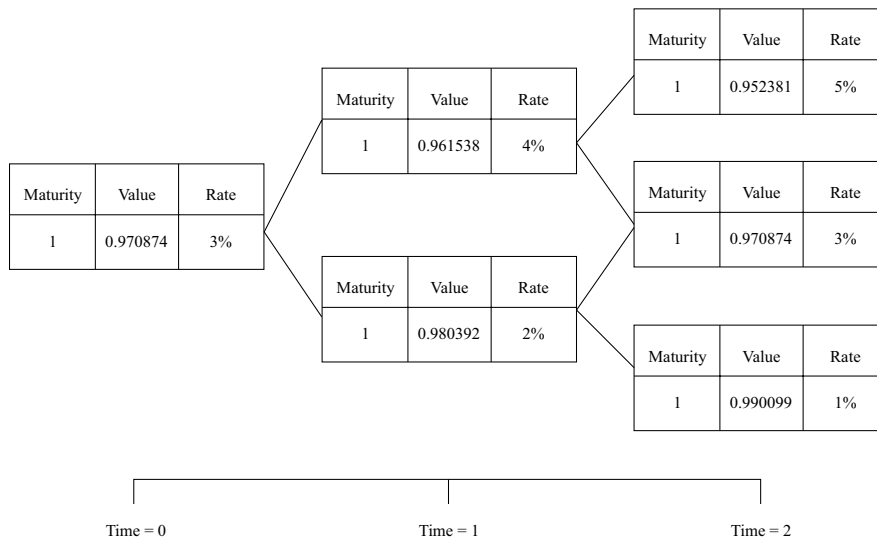 Maturity Value Rate
1 0.970874 3%
Maturity Value Rate
1 0.961538 4%
Maturity Value Rate
1 0.980392 2%
Maturity Value Rate
1 0.952381 5%
Maturity Value Rate
1 0.970874 3%
Maturity Value Rate
1 0.990099 1%
Time = 0 Time = 1 Time = 2